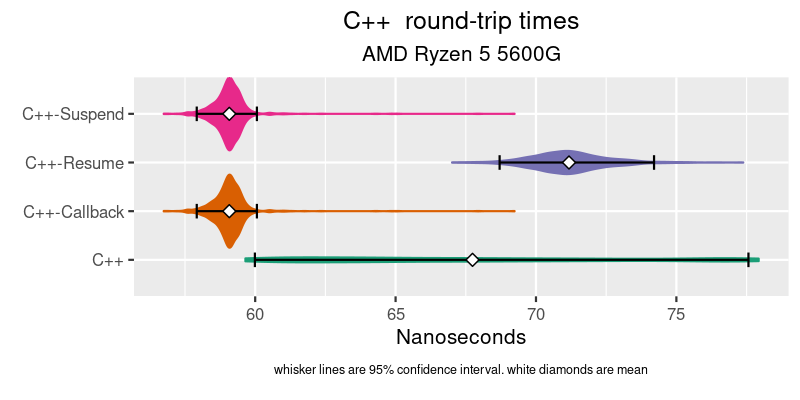 C++  round-trip times
AMD Ryzen 5 5600G
C++-Suspend
C++-Resume
C++-Callback
C++
60 65 70 75
Nanoseconds
whisker lines are 95% confidence interval. white diamonds are mean